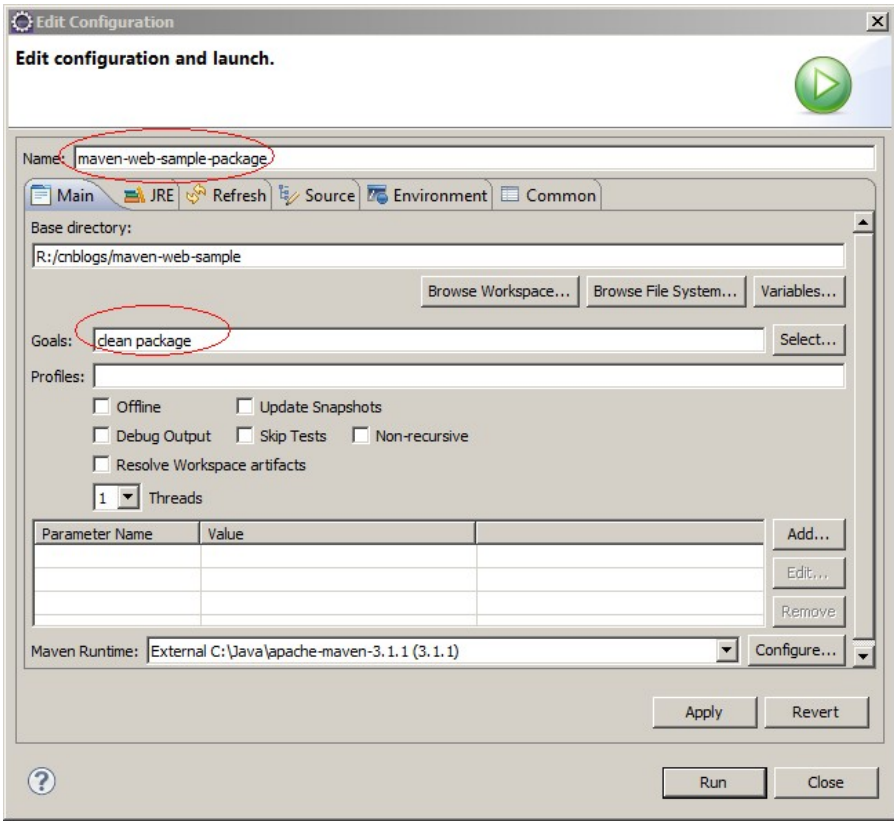 Edit Configuration
Edit configuration and launch.
Name: maven-web-sample-package
Main JRE Refresh Source Environment Common
Base directory:
R:/cnblogs/maven-web-sample
Browse Workspace... Browse File System... Variables...
Goals: clean package Select...
Profiles:
Offline Update Snapshots
Debug Output Skip Tests Non-recursive
Resolve Workspace artifacts
1 Threads
Parameter Name Value Add...
Edit...
Remove
Maven Runtime: External C:\Java\apache-maven-3.1.1 (3.1.1) Configure...
Apply Revert
? Run Close